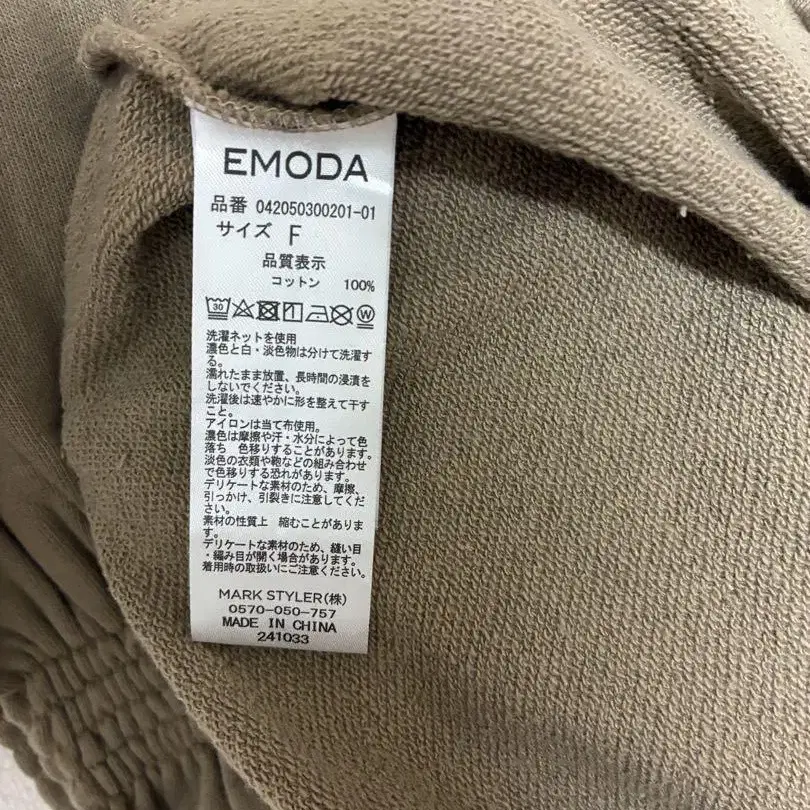 EMODA
品番 042050300201-01
サイズ F
品質表示
コットン 100%
30
W
洗濯ネットを使用
濃色と白・淡色物は分けて洗濯す
る。
濡れたまま放置、長時間の浸漬を
しないでください。
洗濯後は速やかに形を整えて干す
こと。
アイロンは当て布使用。
濃色は摩擦や汗・水分によって色
落ち 色移りすることがあります。
淡色の衣類や鞄などの組み合わせ
で色移りする恐れがあります。
デリケートな素材のため、摩擦、
引っかけ、引裂きに注意してくだ
さい。
素材の性質上 縮むことがありま
す。
デリケートな素材のため、縫い目
・編み目が開く場合があります。
着用時の取扱いにご注意ください。
MARK STYLER(株)
0570-050-757
MADE IN CHINA
241033